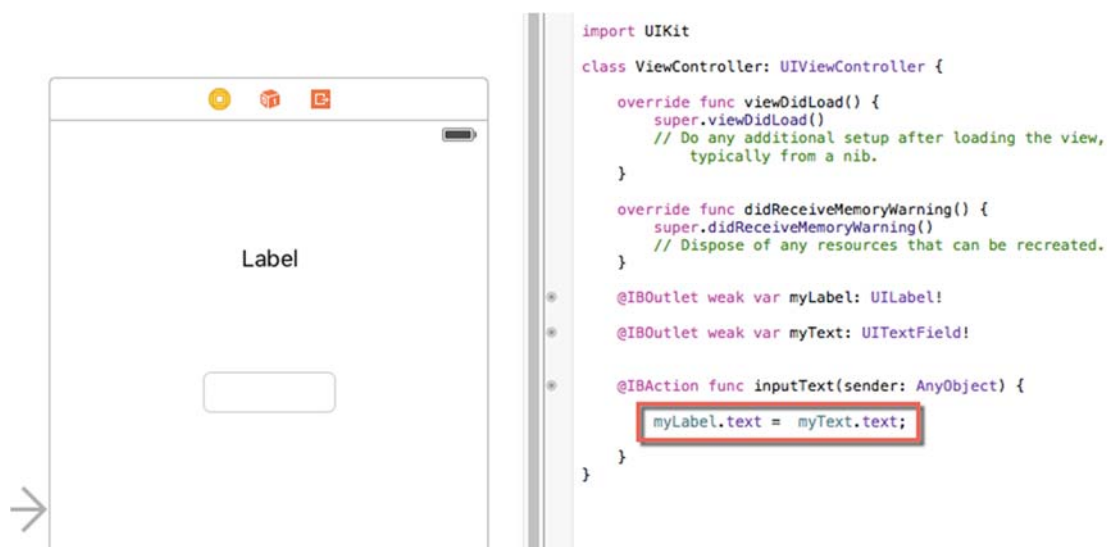 Label
import UIKit
class ViewController: UIViewController {
override func viewDidLoad() {
super.viewDidLoad()
// Do any additional setup after loading the view,
typically from a nib.
}
override func didReceiveMemoryWarning() {
super.didReceiveMemoryWarning()
// Dispose of any resources that can be recreated.
}
@IBOutlet weak var myLabel: UILabel!
@IBOutlet weak var myText: UITextField!
@IBAction func inputText(sender: AnyObject) {
myLabel.text =  myText.text;
}
}